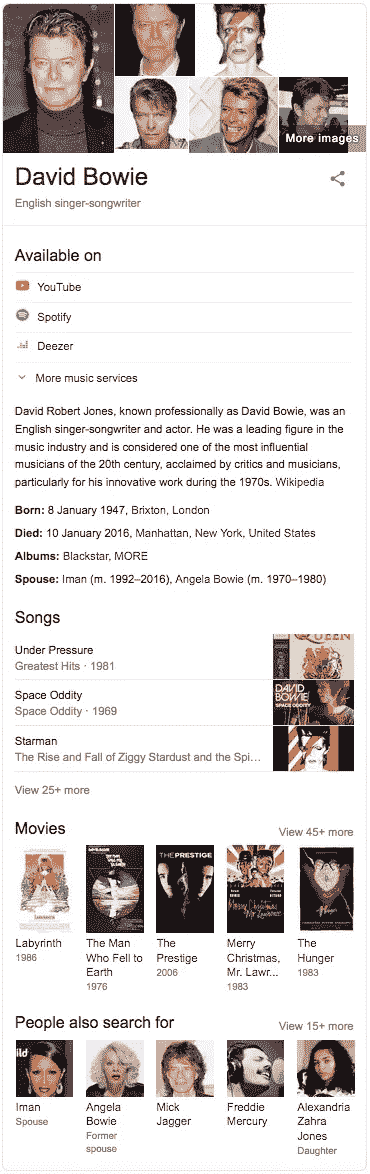 More images
David Bowie
English singer-songwriter
Available on
YouTube
Spotify
Deezer
More music services
David Robert Jones, known professionally as David Bowie, was an
English singer-songwriter and actor. He was a leading figure in the
music industry and is considered one of the most influential
musicians of the 20th century, acclaimed by critics and musicians,
particularly for his innovative work during the 1970s. Wikipedia
Born: 8 January 1947, Brixton, London
Died: 10 January 2016, Manhattan, New York, United States
Albums: Blackstar, MORE
Spouse: Iman (m. 1992–2016), Angela Bowie (m. 1970–1980)
Songs
Under Pressure
Greatest Hits · 1981
QUEEN
Space Oddity
Space Oddity · 1969
DAVID
BOWIE
SPACE ODDITY
Starman
The Rise and Fall of Ziggy Stardust and the Spi...
View 25+ more
Movies
View 45+ more
LABYRINTH
THE PRESTIGE
Merry
Christmas
Mr. Lawrence
Labyrinth
1986
The Man
Who Fell to
Earth
1976
The
Prestige
2006
Merry
Christmas,
Mr. Lawr...
1983
The
Hunger
1983
People also search for
View 15+ more
ild
Iman
Spouse
Angela
Bowie
Former
spouse
Mick
Jagger
Freddie
Mercury
Alexandria
Zahra
Jones
Daughter